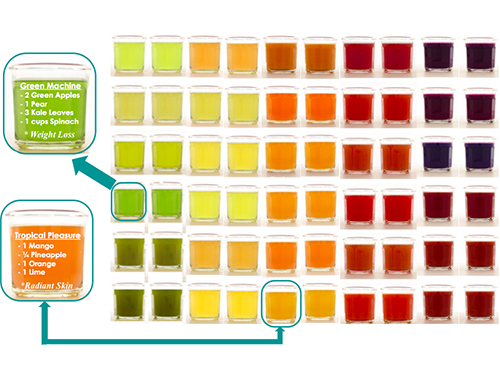 Green Machine
- 2 Green Apples
- 1 Pear
- 3 Kale Leaves
- 1 cups Spinach
* Weight Loss
Tropical Pleasure
- 1 Mango
- ¼ Pineapple
- 1 Orange
- 1 Lime
*Radiant Skin